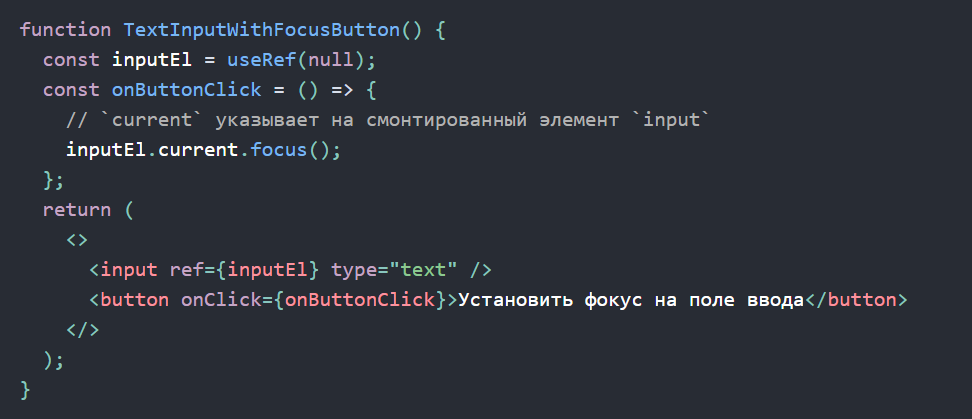 function TextInputWithFocusButton() {
  const inputEl = useRef(null);
  const onButtonClick = () => {
    // `current` указывает на смонтированный элемент `input`
    inputEl.current.focus();
  };
  return (
    <>
      <input ref={inputEl} type="text" />
      <button onClick={onButtonClick}>Установить фокус на поле ввода</button>
    </>
  );
}